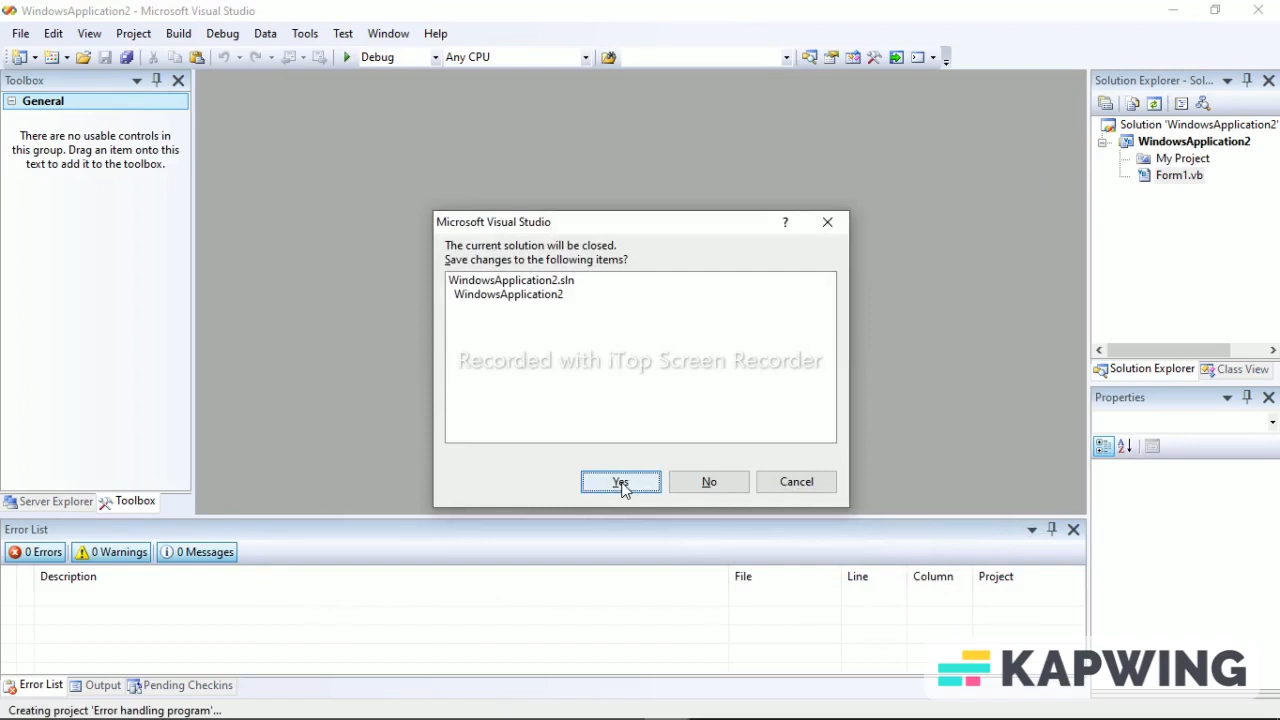 WindowsApplication2 - Microsoft Visual Studio
File Edit View Project Build Debug Data Tools Test Window Help
Debug Any CPU
Toolbox
General
There are no usable controls in
this group. Drag an item onto this
text to add it to the toolbox.
Server Explorer Toolbox
Microsoft Visual Studio ?
The current solution will be closed.
Save changes to the following items?
WindowsApplication2.sln
WindowsApplication2
Recorded with iTop Screen Recorder
Yes No Cancel
Solution Explorer - Sol...
Solution 'WindowsApplication2'
WindowsApplication2
My Project
Form1.vb
Solution Explorer Class View
Properties
Error List
0 Errors 0 Warnings 0 Messages
Description File Line Column Project
KAPWING
Error List Output Pending Checkins
Creating project 'Error handling program'...